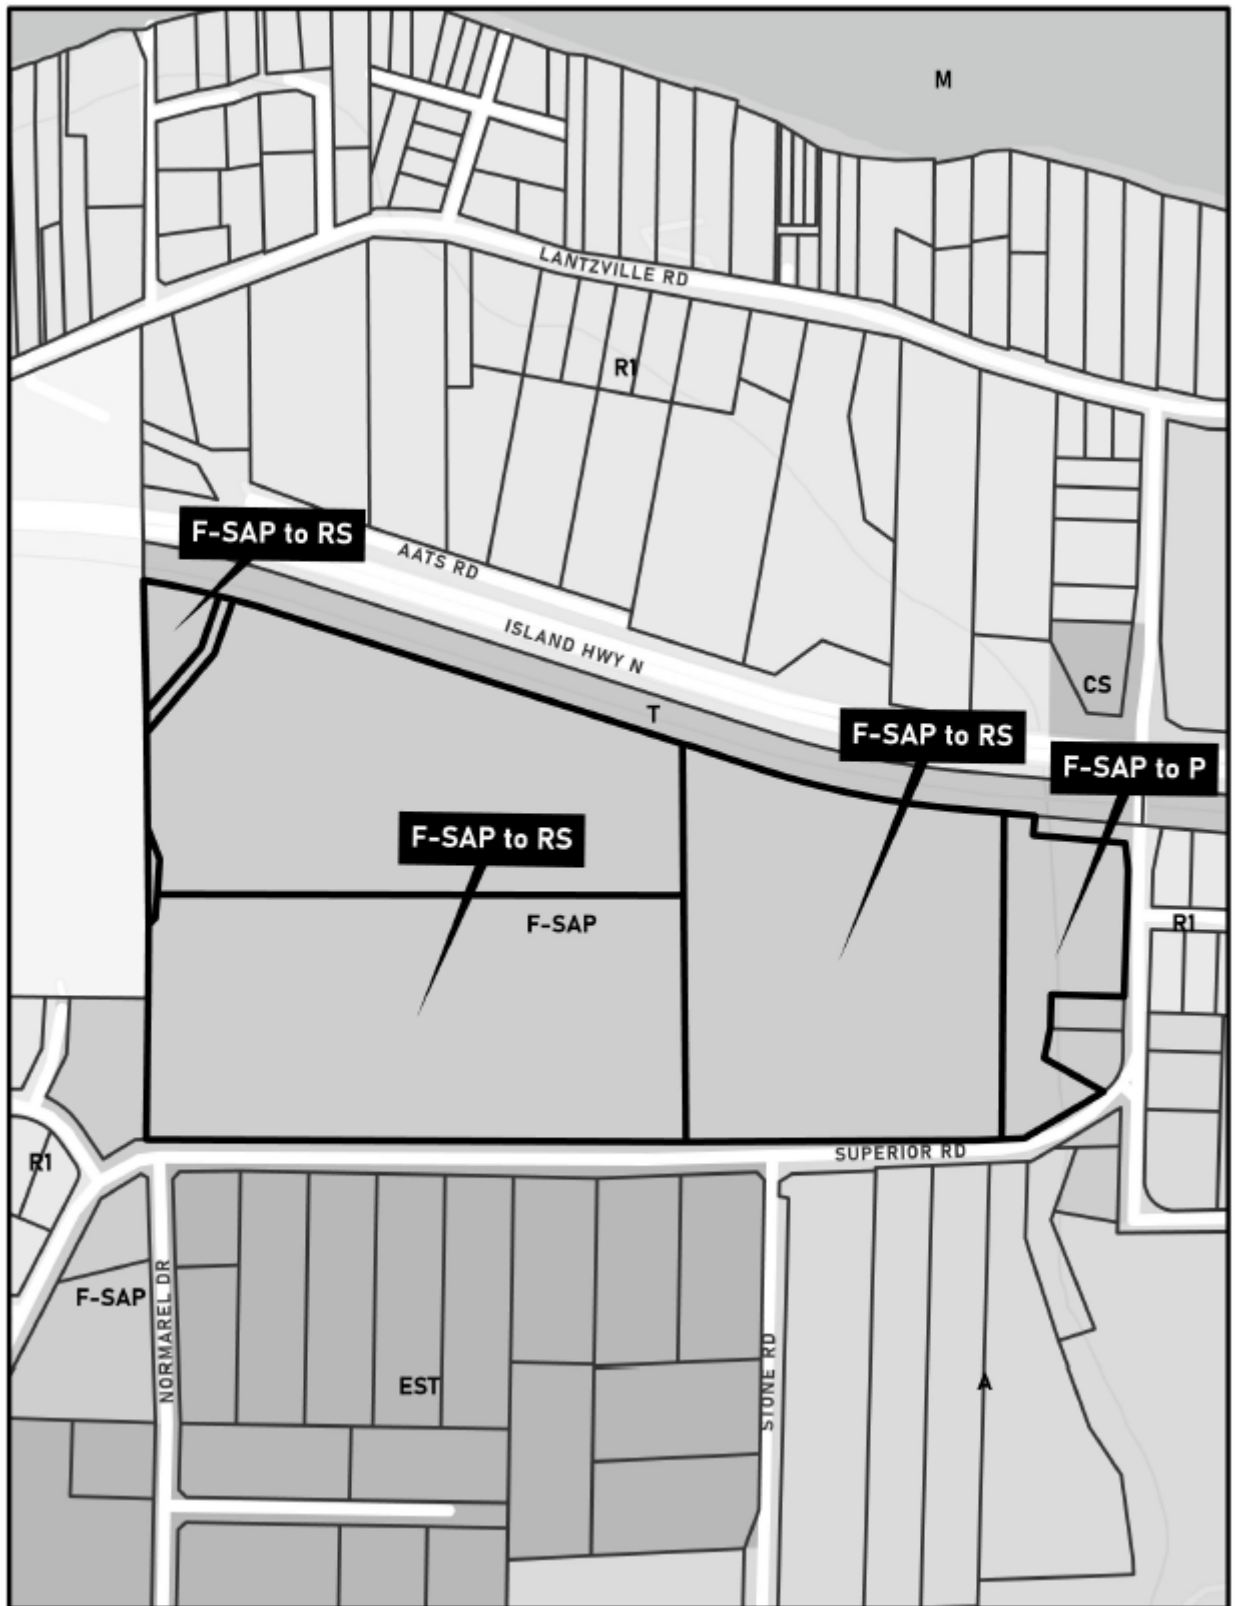 M
LANTZVILLE RD
R1
F-SAP to RS
AATS RD
ISLAND HWY N
CS
T
F-SAP to RS
F-SAP to P
F-SAP to RS
F-SAP
R1
SUPERIOR RD
R1
F-SAP
NORMAREL DR
EST
STONE RD
A